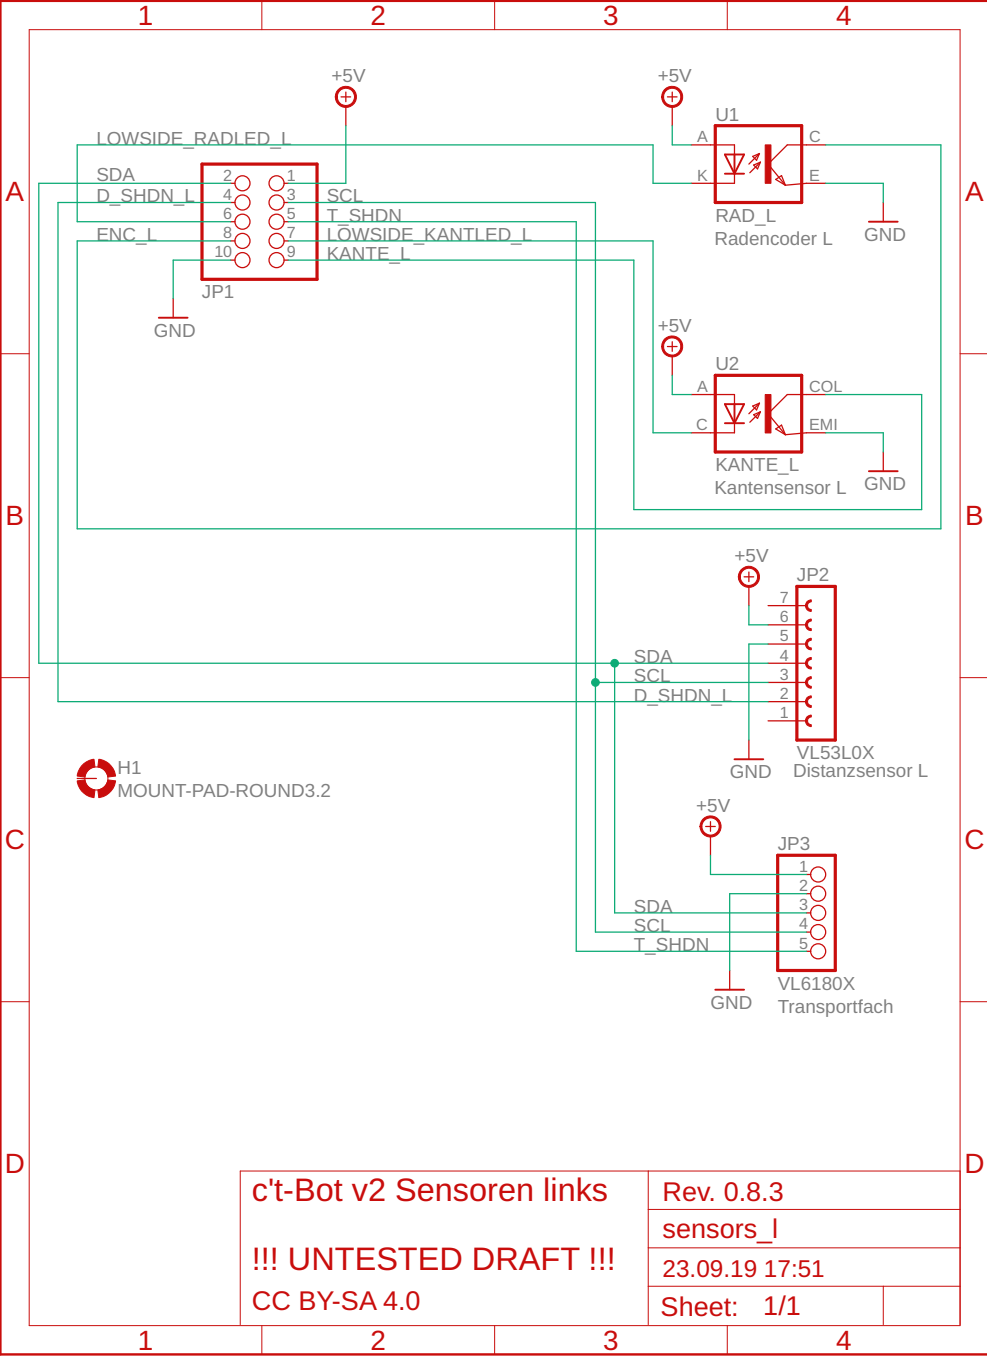 1 2 3 4
+5V +5V
U1
LOWSIDE_RADLED_L
A C
SDA 2 1
K E
A A
D_SHDN_L 4 3 SCL
6 5 T_SHDN
RAD_L
ENC_L 8 7 LOWSIDE_KANTLED_L
Radencoder L
GND
10 9 KANTE_L
JP1
GND
+5V
U2
A COL
C EMI
KANTE_L
Kantensensor L
GND
B B
+5V
JP2
7
6
5
SDA 4
SCL 3
D_SHDN_L 2
1
VL53L0X
GND
Distanzsensor L
H1
MOUNT-PAD-ROUND3.2
+5V
C C
JP3
1
2
SDA 3
SCL 4
T_SHDN 5
VL6180X
GND
Transportfach
D D
c't-Bot v2 Sensoren links
!!! UNTESTED DRAFT !!!
CC BY-SA 4.0
Rev. 0.8.3
sensors_l
23.09.19 17:51
Sheet: 1/1
1 2 3 4